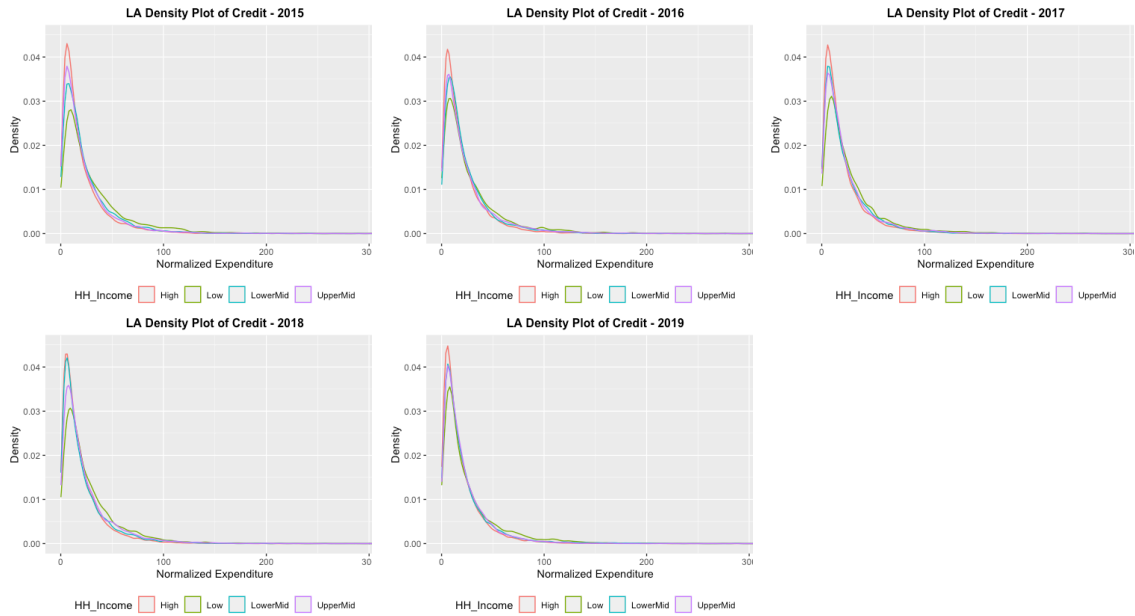 LA Density Plot of Credit - 2015
0.04
0.03
0.02
0.01
0.00
Density
0 100 200 300
Normalized Expenditure
HH_Income High Low LowerMid UpperMid
LA Density Plot of Credit - 2016
0.04
0.03
0.02
0.01
0.00
Density
0 100 200 300
Normalized Expenditure
HH_Income High Low LowerMid UpperMid
LA Density Plot of Credit - 2017
0.04
0.03
0.02
0.01
0.00
Density
0 100 200 300
Normalized Expenditure
HH_Income High Low LowerMid UpperMid
LA Density Plot of Credit - 2018
0.04
0.03
0.02
0.01
0.00
Density
0 100 200 300
Normalized Expenditure
HH_Income High Low LowerMid UpperMid
LA Density Plot of Credit - 2019
0.04
0.03
0.02
0.01
0.00
Density
0 100 200 300
Normalized Expenditure
HH_Income High Low LowerMid UpperMid